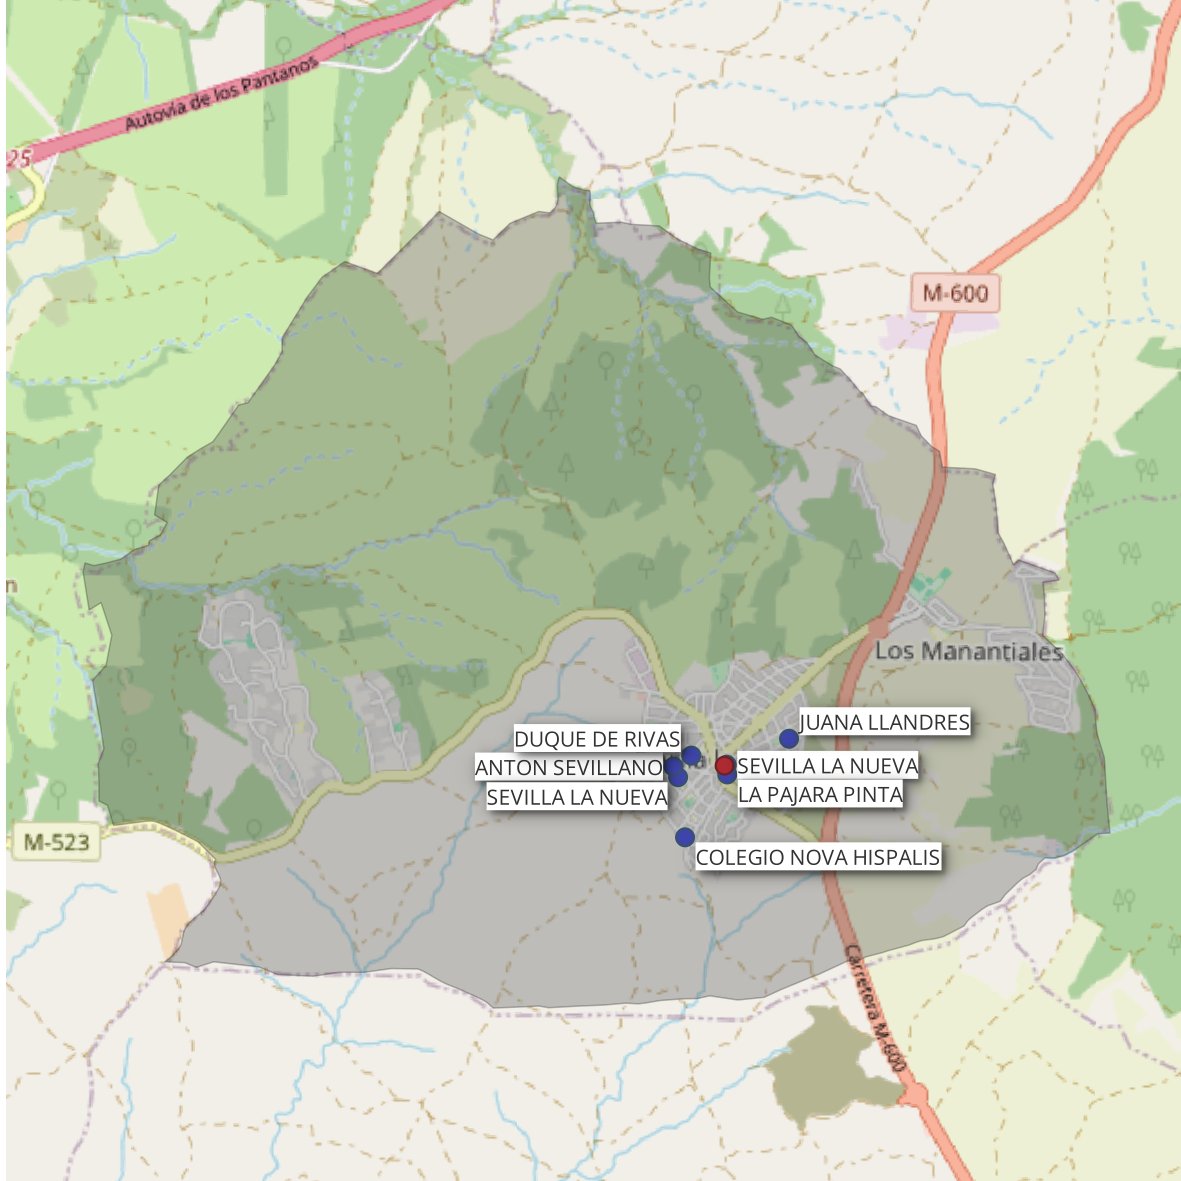 Autovía de los Pantanos
25
M-600
n
Los Manantiales
JUANA LLANDRES
DUQUE DE RIVAS
ANTON SEVILLANO
SEVILLA LA NUEVA
SEVILLA LA NUEVA
LA PAJARA PINTA
M-523
COLEGIO NOVA HISPALIS
Carretera M-600